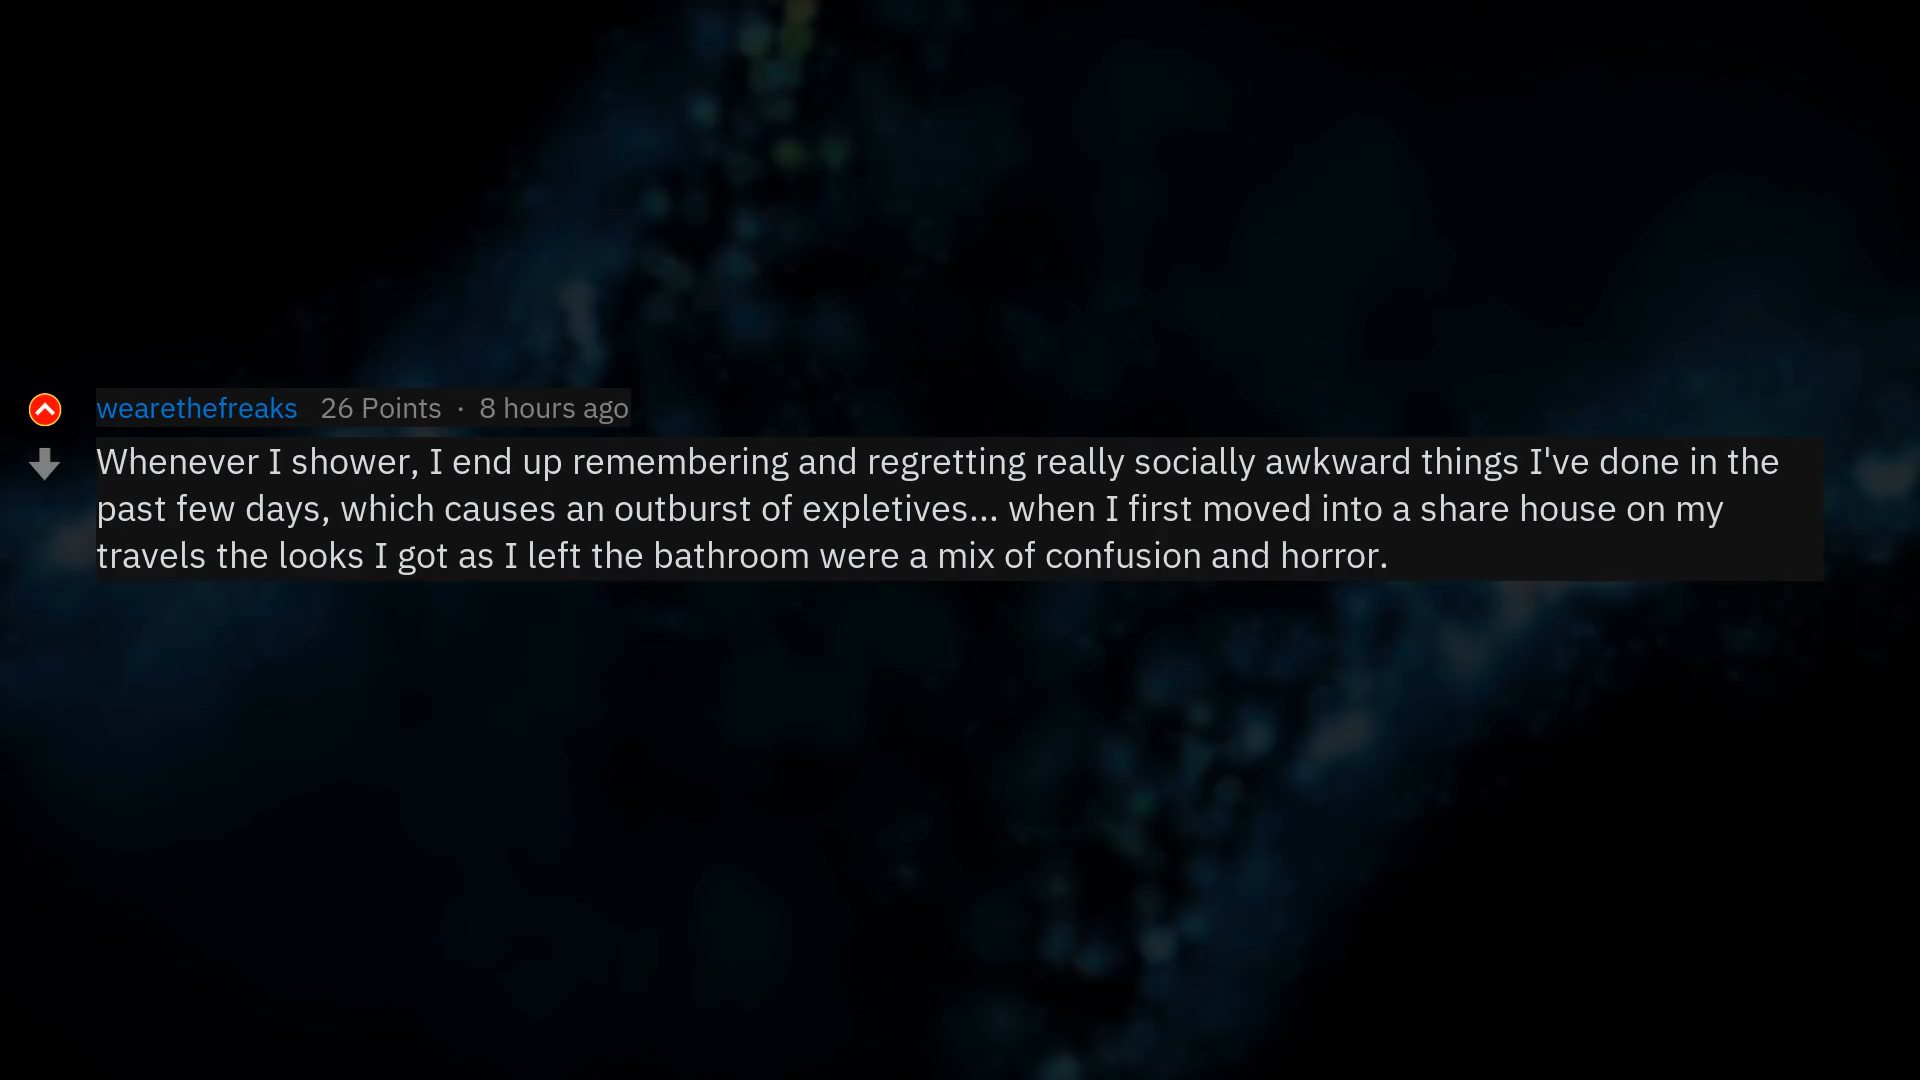 wearethefreaks 26 Points · 8 hours ago
Whenever I shower, I end up remembering and regretting really socially awkward things I've done in the
past few days, which causes an outburst of expletives... when I first moved into a share house on my
travels the looks I got as I left the bathroom were a mix of confusion and horror.